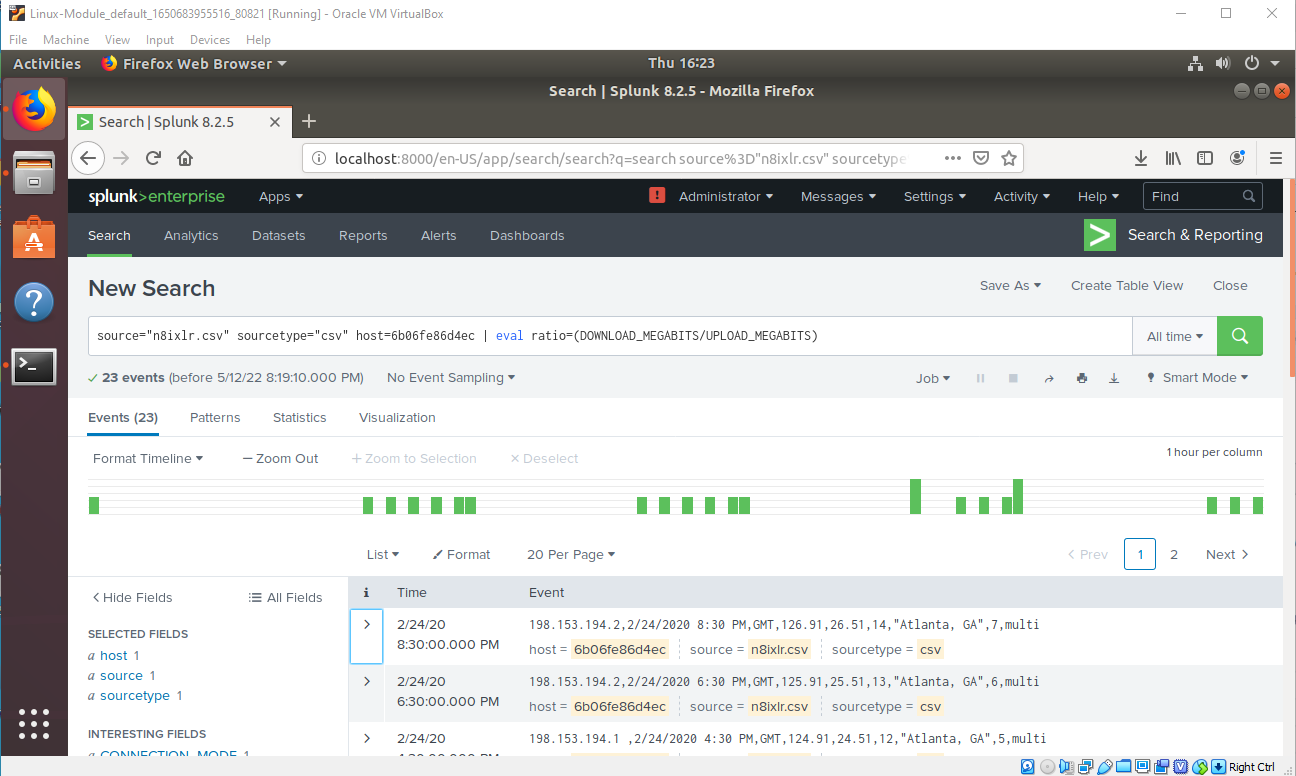 Linux-Module_default_1650683955516_80821 [Running] - Oracle VM VirtualBox
File Machine View Input Devices Help
Activities Firefox Web Browser Thu 16:23
Search | Splunk 8.2.5 - Mozilla Firefox
Search | Splunk 8.2.5
localhost:8000/en-US/app/search/search?q=search source%3D"n8ixlr.csv" sourcetype
splunk>enterprise Apps Administrator Messages Settings Activity Help Find
Search Analytics Datasets Reports Alerts Dashboards Search & Reporting
New Search Save As Create Table View Close
source="n8ixlr.csv" sourcetype="csv" host=6b06fe86d4ec | eval ratio=(DOWNLOAD_MEGABITS/UPLOAD_MEGABITS) All time
23 events (before 5/12/22 8:19:10.000 PM) No Event Sampling Job Smart Mode
Events (23) Patterns Statistics Visualization
Format Timeline — Zoom Out + Zoom to Selection × Deselect 1 hour per column
List Format 20 Per Page < Prev 1 2 Next >
< Hide Fields All Fields i Time Event
SELECTED FIELDS
a host 1
a source 1
a sourcetype 1
INTERESTING FIELDS
a CONNECTION_MODE 1
> 2/24/20 198.153.194.2,2/24/2020 8:30 PM,GMT,126.91,26.51,14,"Atlanta, GA",7,multi
8:30:00.000 PM host = 6b06fe86d4ec source = n8ixlr.csv sourcetype = csv
> 2/24/20 198.153.194.2,2/24/2020 6:30 PM,GMT,125.91,25.51,13,"Atlanta, GA",6,multi
6:30:00.000 PM host = 6b06fe86d4ec source = n8ixlr.csv sourcetype = csv
> 2/24/20 198.153.194.1 ,2/24/2020 4:30 PM,GMT,124.91,24.51,12,"Atlanta, GA",5,multi
Right Ctrl